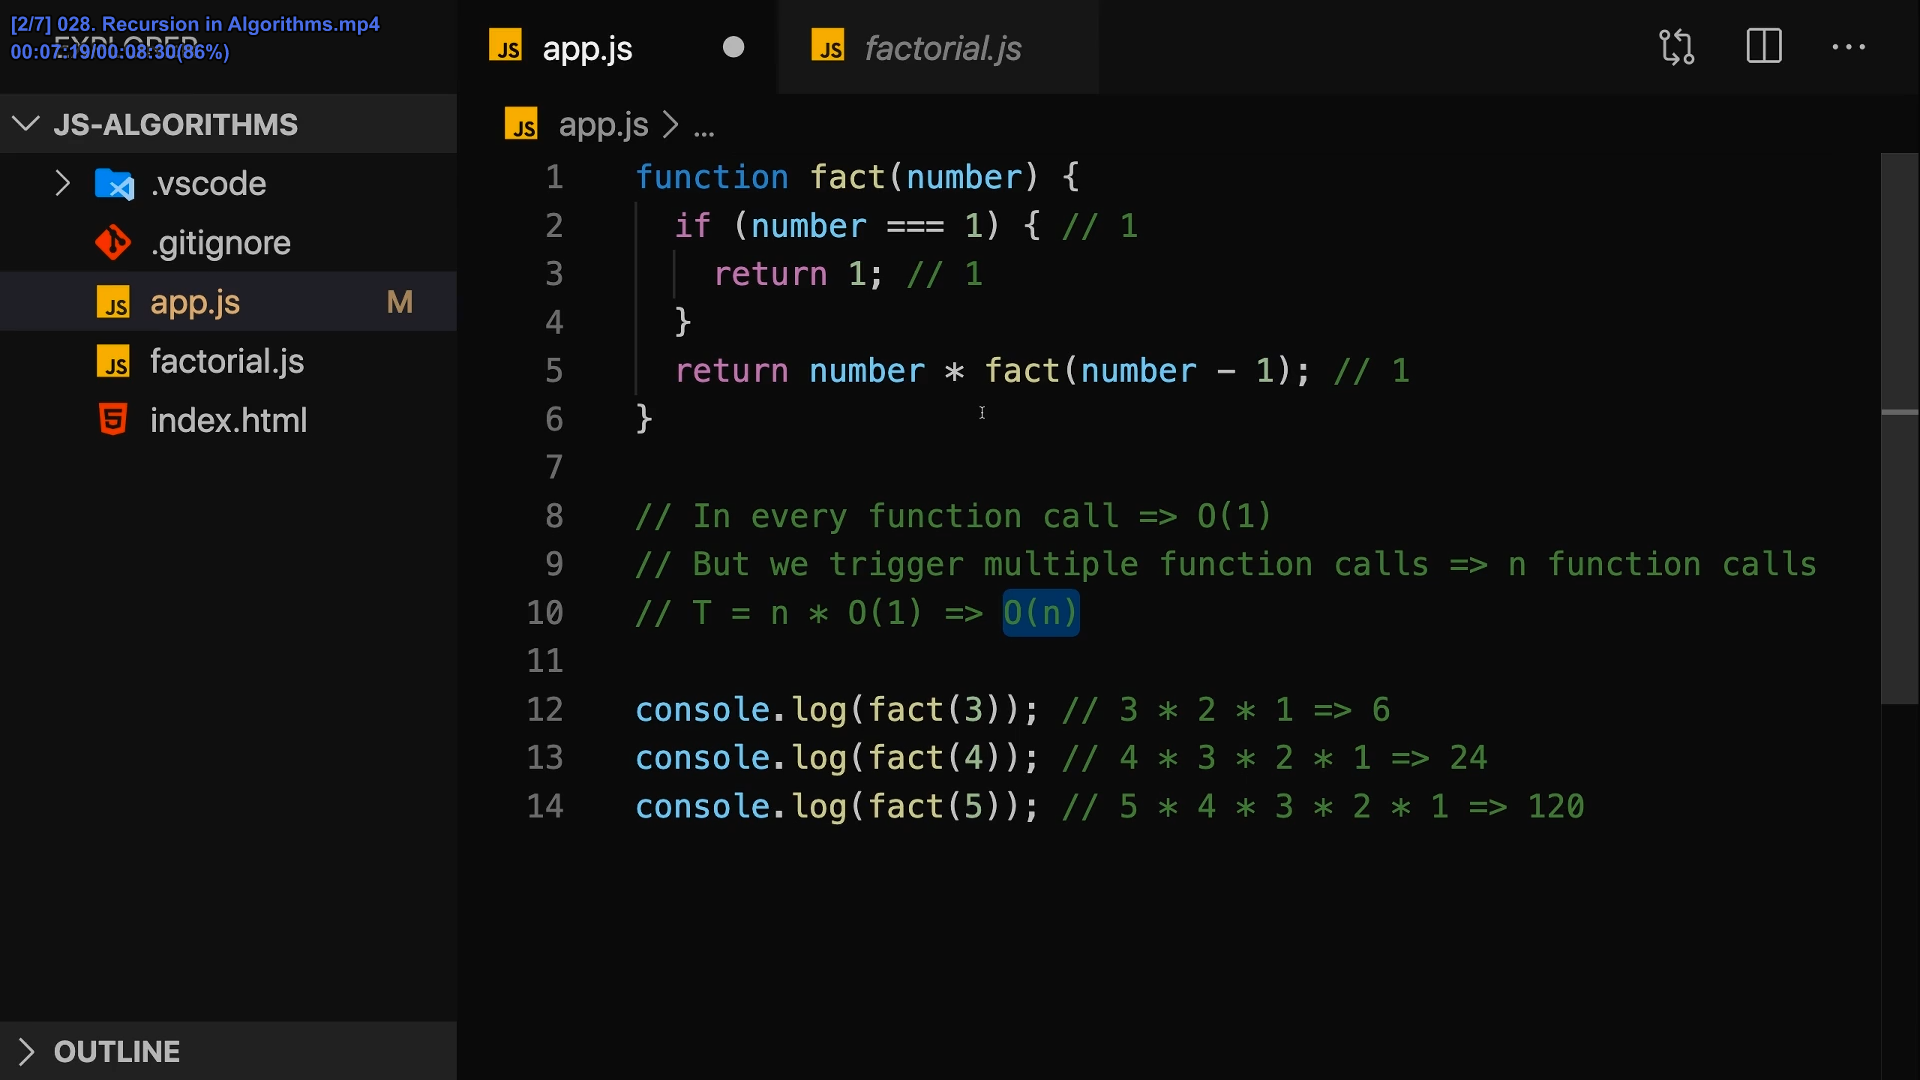 [2/7] 028. Recursion in Algorithms.mp4
00:07:19/00:08:30(86%)
EXPLORER
JS-ALGORITHMS
.vscode
.gitignore
JS app.js M
JS factorial.js
5 index.html
OUTLINE
JS app.js
JS factorial.js
...
JS app.js > ...
1 function fact(number) {
2 if (number === 1) { // 1
3 return 1; // 1
4 }
5 return number * fact(number - 1); // 1
6 }
7
8 // In every function call => O(1)
9 // But we trigger multiple function calls => n function calls
10 // T = n * O(1) => O(n)
11
12 console.log(fact(3)); // 3 * 2 * 1 => 6
13 console.log(fact(4)); // 4 * 3 * 2 * 1 => 24
14 console.log(fact(5)); // 5 * 4 * 3 * 2 * 1 => 120